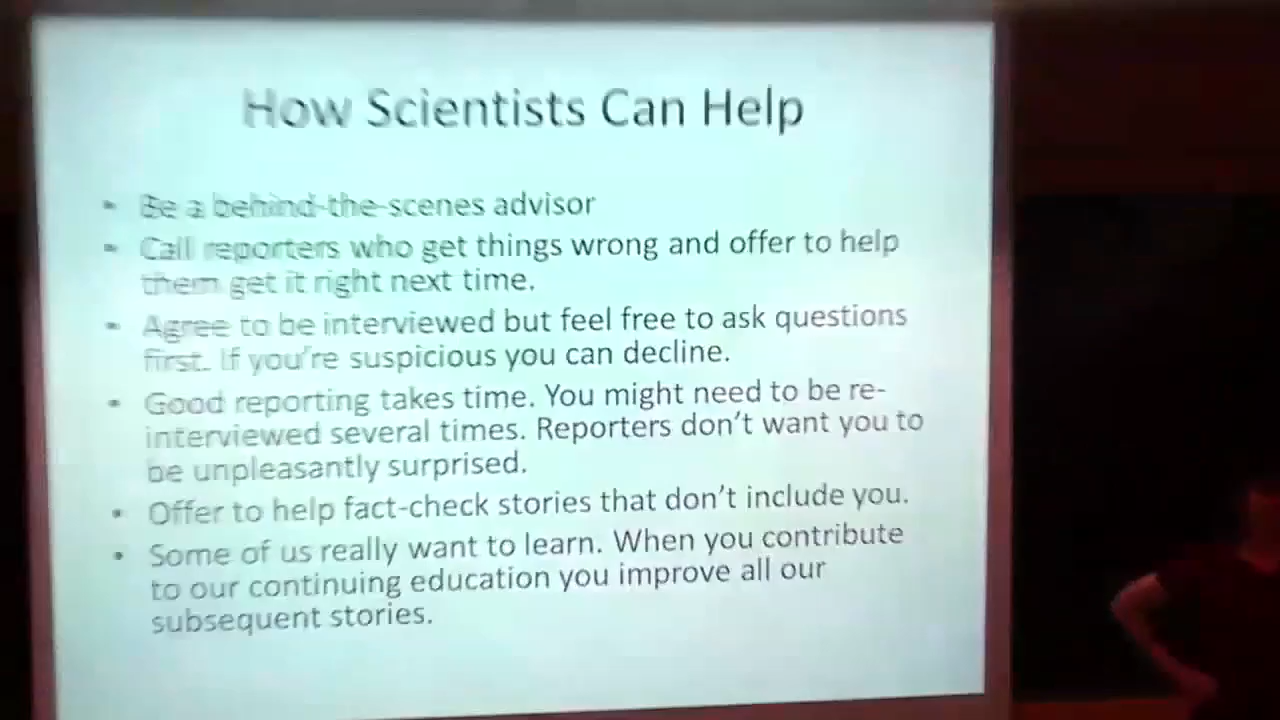 How Scientists Can Help
• Be a behind-the-scenes advisor
• Call reporters who get things wrong and offer to help
them get it right next time.
• Agree to be interviewed but feel free to ask questions
first. If you're suspicious you can decline.
• Good reporting takes time. You might need to be re-
interviewed several times. Reporters don't want you to
be unpleasantly surprised.
• Offer to help fact-check stories that don't include you.
• Some of us really want to learn. When you contribute
to our continuing education you improve all our
subsequent stories.